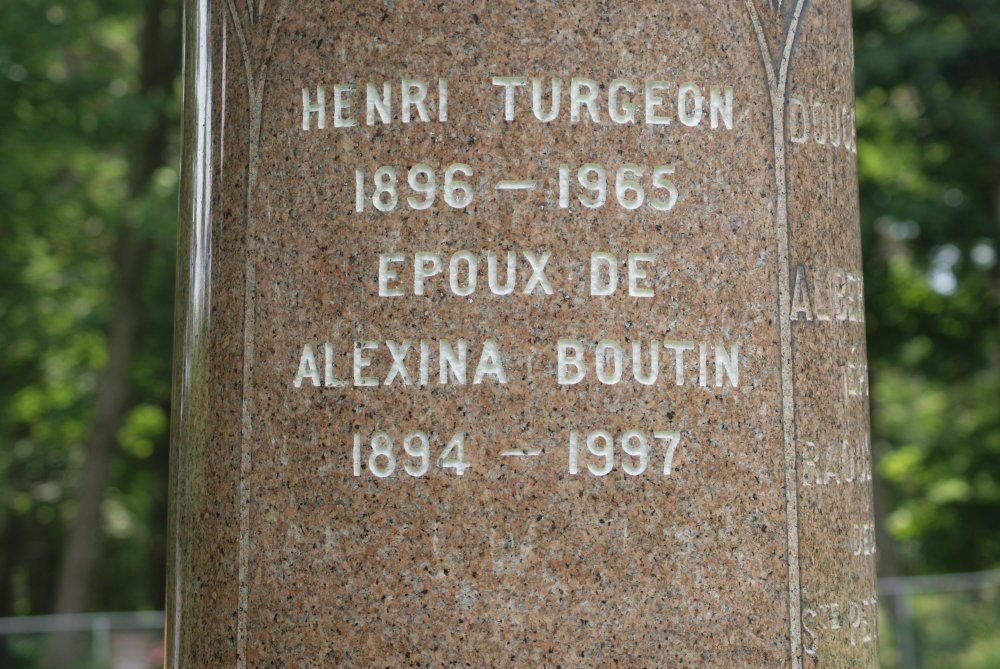 HENRI TURGEON
1896 - 1965
EPOUX DE
ALEXINA BOUTIN
1894 - 1997